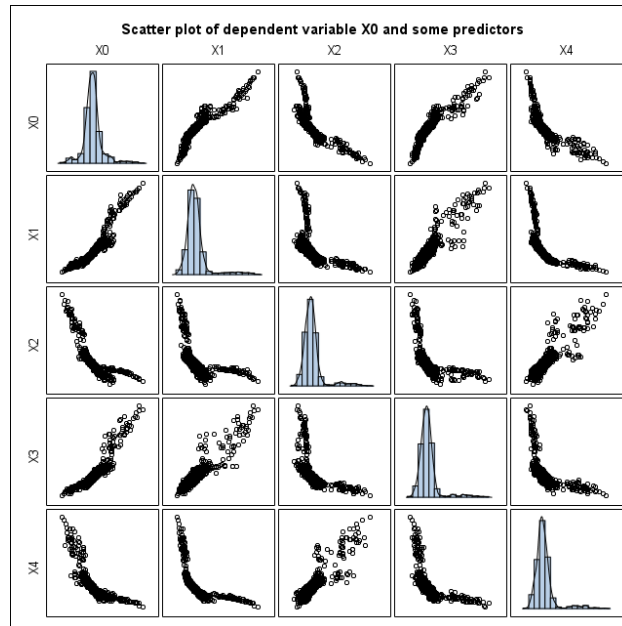 Scatter plot of dependent variable X0 and some predictors
X0 X1 X2 X3 X4
X0
X1
X2
X3
X4